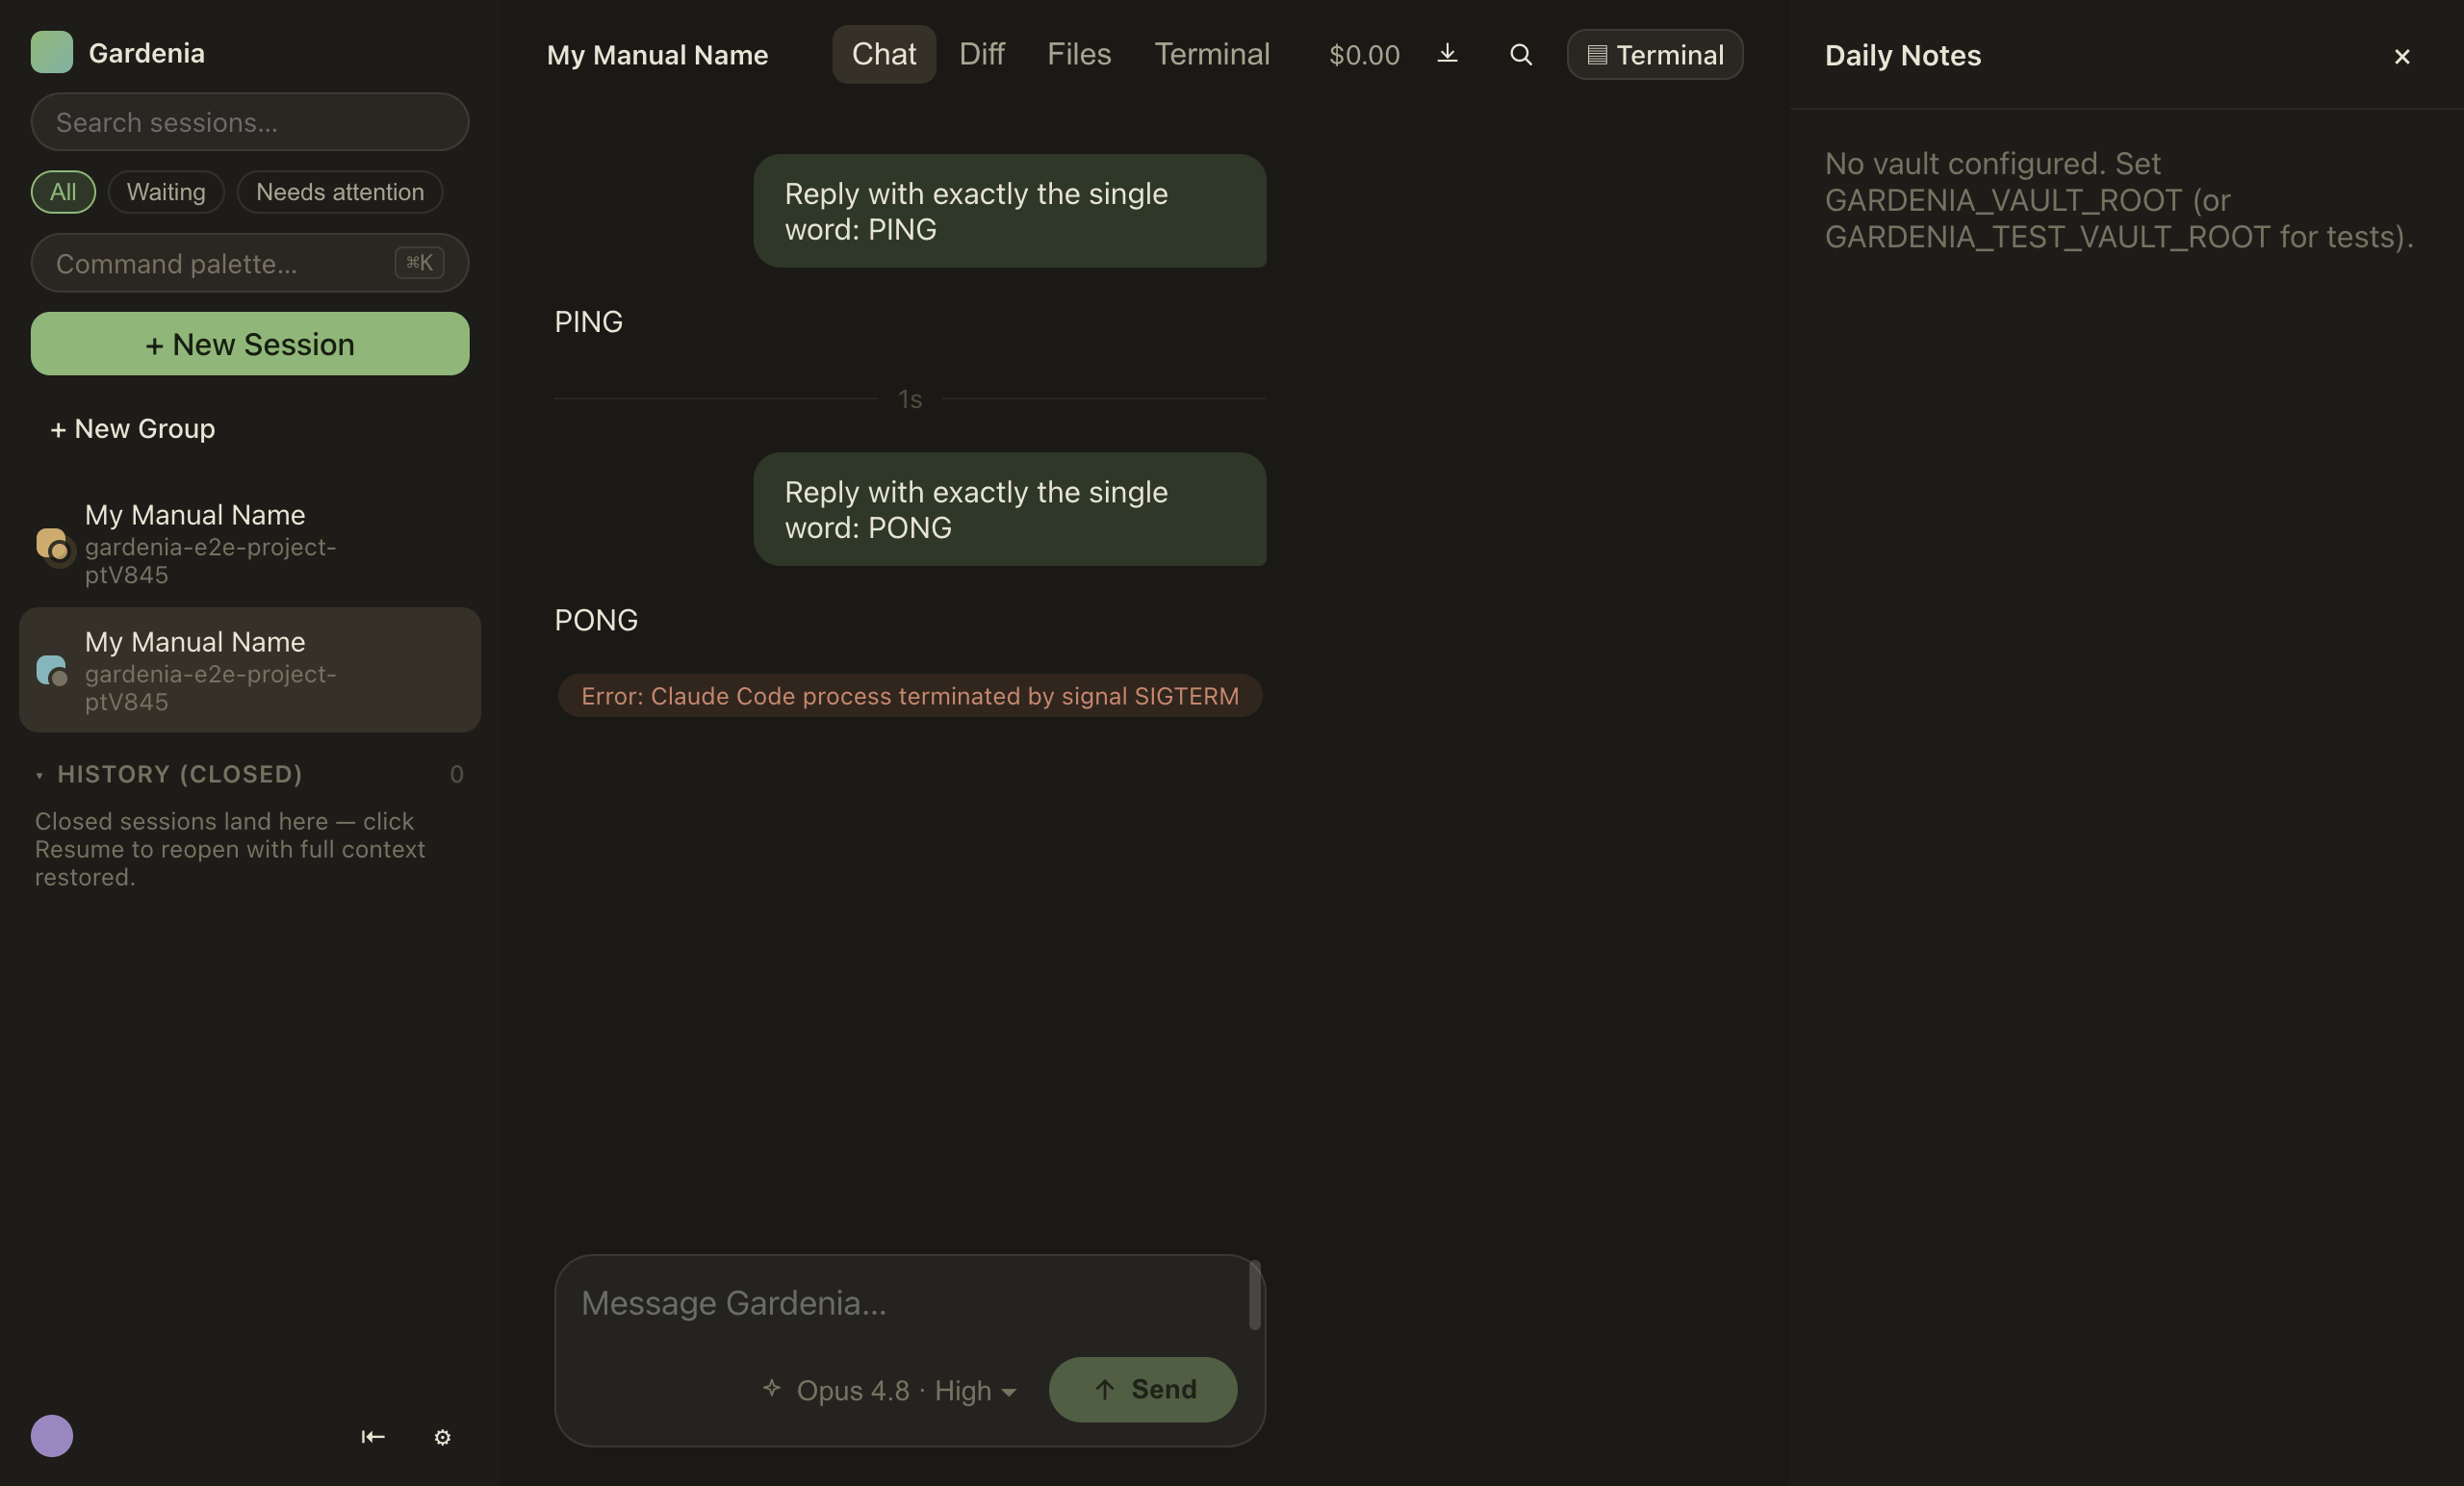 Gardenia
Search sessions...
All
Waiting
Needs attention
Command palette...
⌘K
+ New Session
+ New Group
My Manual Name
gardenia-e2e-project-
ptV845
My Manual Name
gardenia-e2e-project-
ptV845
HISTORY (CLOSED)
0
Closed sessions land here — click
Resume to reopen with full context
restored.
My Manual Name
Chat
Diff
Files
Terminal
$0.00
Terminal
Reply with exactly the single
word: PING
PING
1s
Reply with exactly the single
word: PONG
PONG
Error: Claude Code process terminated by signal SIGTERM
Message Gardenia...
Opus 4.8 · High
Send
Daily Notes
No vault configured. Set
GARDENIA_VAULT_ROOT (or
GARDENIA_TEST_VAULT_ROOT for tests).